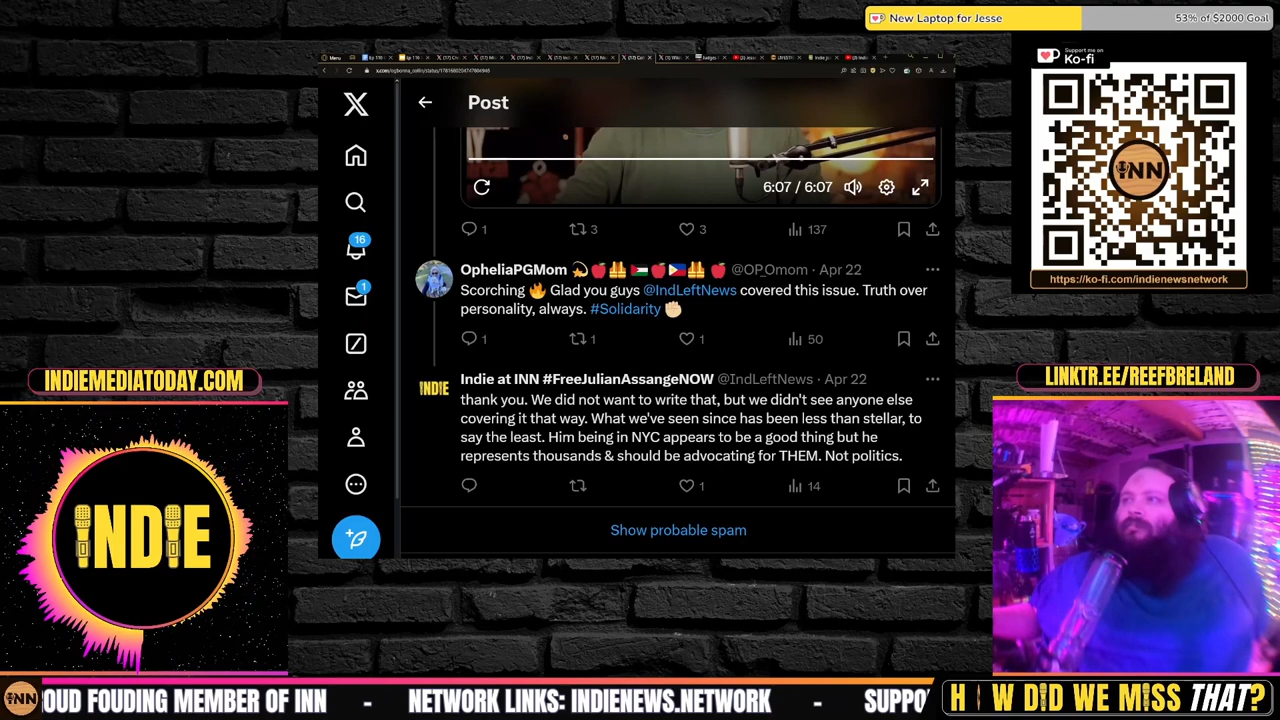 New Laptop for Jesse
53% of $2000 Goal
Support me on
Ko-fi
INN
https://ko-fi.com/indienewsnetwork
Post
6:07 / 6:07
1 3 3 137
16
1
OpheliaPGMom 💫🍎🦺🇵🇸🍎🇵🇭🦺🍎 @OP_Omom · Apr 22
Scorching 🔥 Glad you guys @IndLeftNews covered this issue. Truth over
personality, always. #Solidarity ✊🏻
1 1 1 50
INDIE
Indie at INN #FreeJulianAssangeNOW @IndLeftNews · Apr 22
thank you. We did not want to write that, but we didn't see anyone else
covering it that way. What we've seen since has been less than stellar, to
say the least. Him being in NYC appears to be a good thing but he
represents thousands & should be advocating for THEM. Not politics.
1 14
Show probable spam
INDIEMEDIATODAY.COM
INDIE
LINKTR.EE/REEFBRELAND
INN
OUD FOUDING MEMBER OF INN - NETWORK LINKS: INDIENEWS.NETWORK - SUPPO
HOW DID WE MISS THAT?